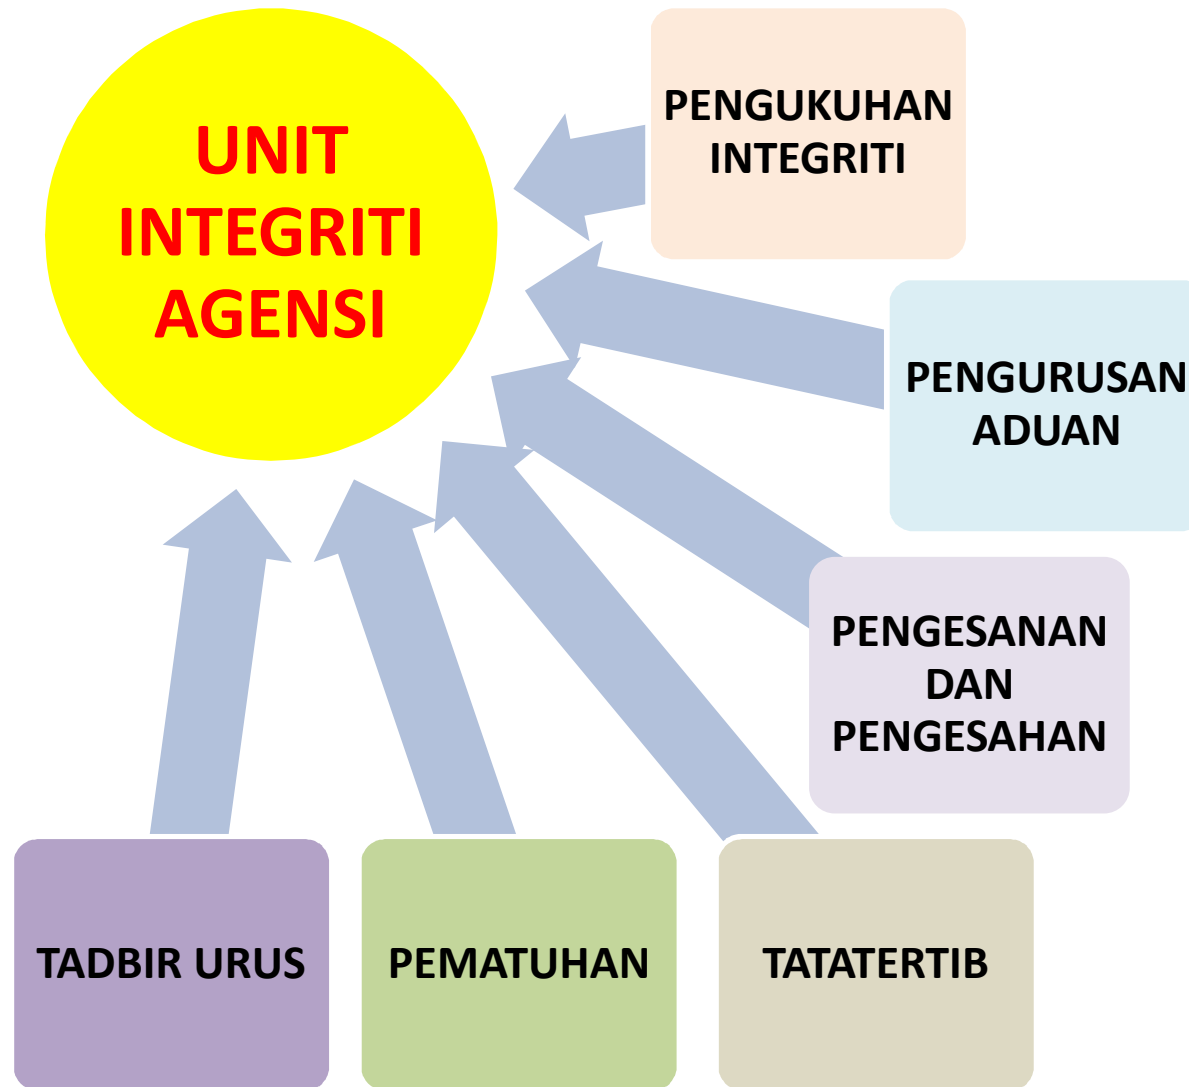 UNIT
INTEGRITI
AGENSI
PENGUKUHAN
INTEGRITI
PENGURUSAN
ADUAN
PENGESANAN
DAN
PENGESAHAN
TADBIR URUS
PEMATUHAN
TATATERTIB